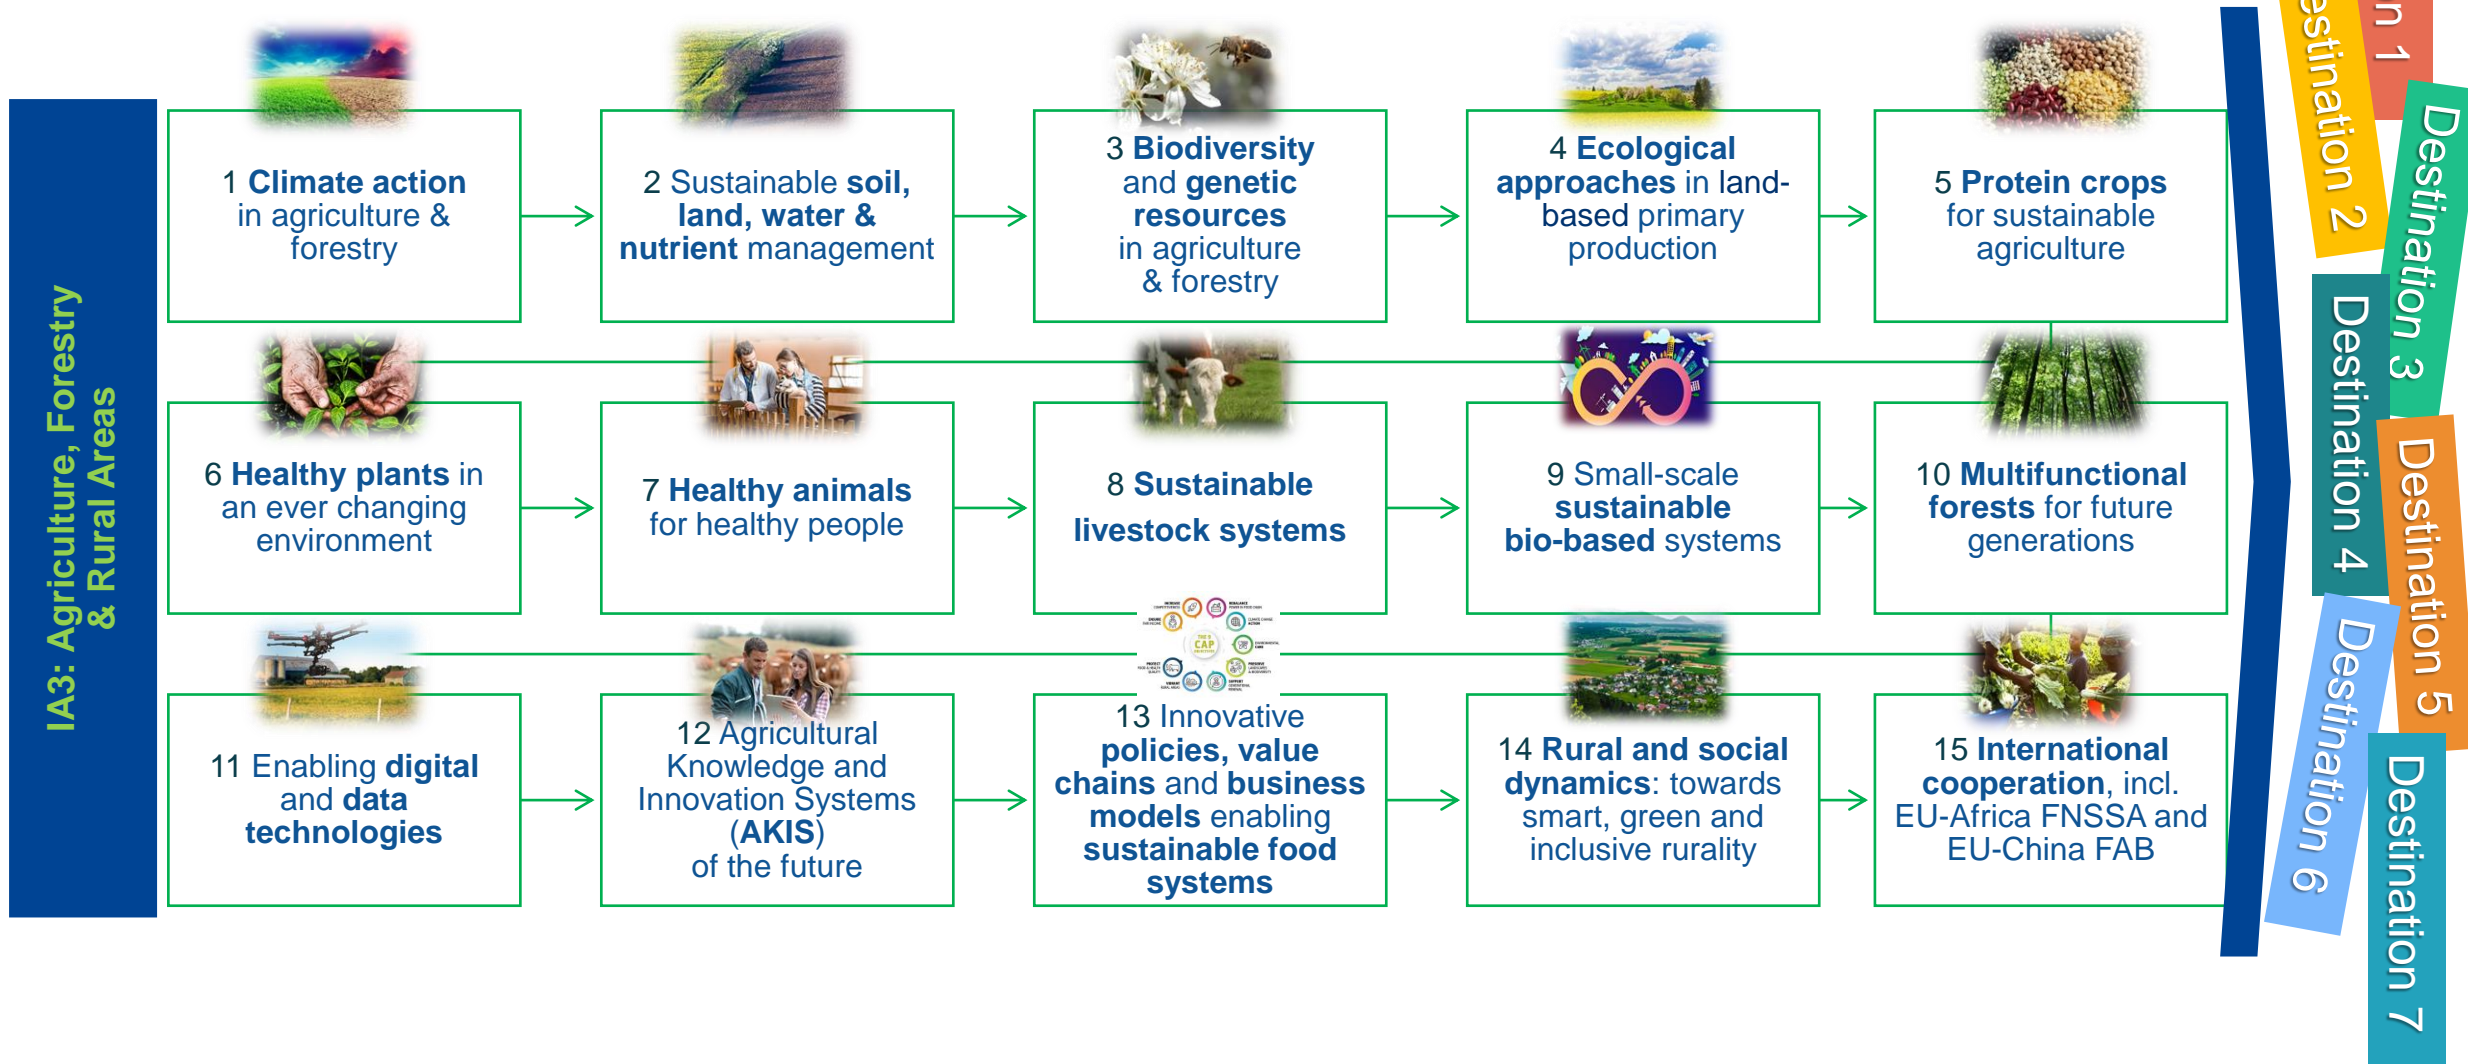 IA3: Agriculture, Forestry
& Rural Areas
1 Climate action
in agriculture &
forestry
2 Sustainable soil,
land, water &
nutrient management
3 Biodiversity
and genetic
resources
in agriculture
& forestry
4 Ecological
approaches in land-
based primary
production
5 Protein crops
for sustainable
agriculture
6 Healthy plants in
an ever changing
environment
7 Healthy animals
for healthy people
8 Sustainable
livestock systems
9 Small-scale
sustainable
bio-based systems
10 Multifunctional
forests for future
generations
11 Enabling digital
and data
technologies
12 Agricultural
Knowledge and
Innovation Systems
(AKIS)
of the future
CAP
13 Innovative
policies, value
chains and business
models enabling
sustainable food
systems
14 Rural and social
dynamics: towards
smart, green and
inclusive rurality
15 International
cooperation, incl.
EU-Africa FNSSA and
EU-China FAB
n 1
estination 2
Destination 3
Destination 4
Destination 5
Destination 6
Destination 7